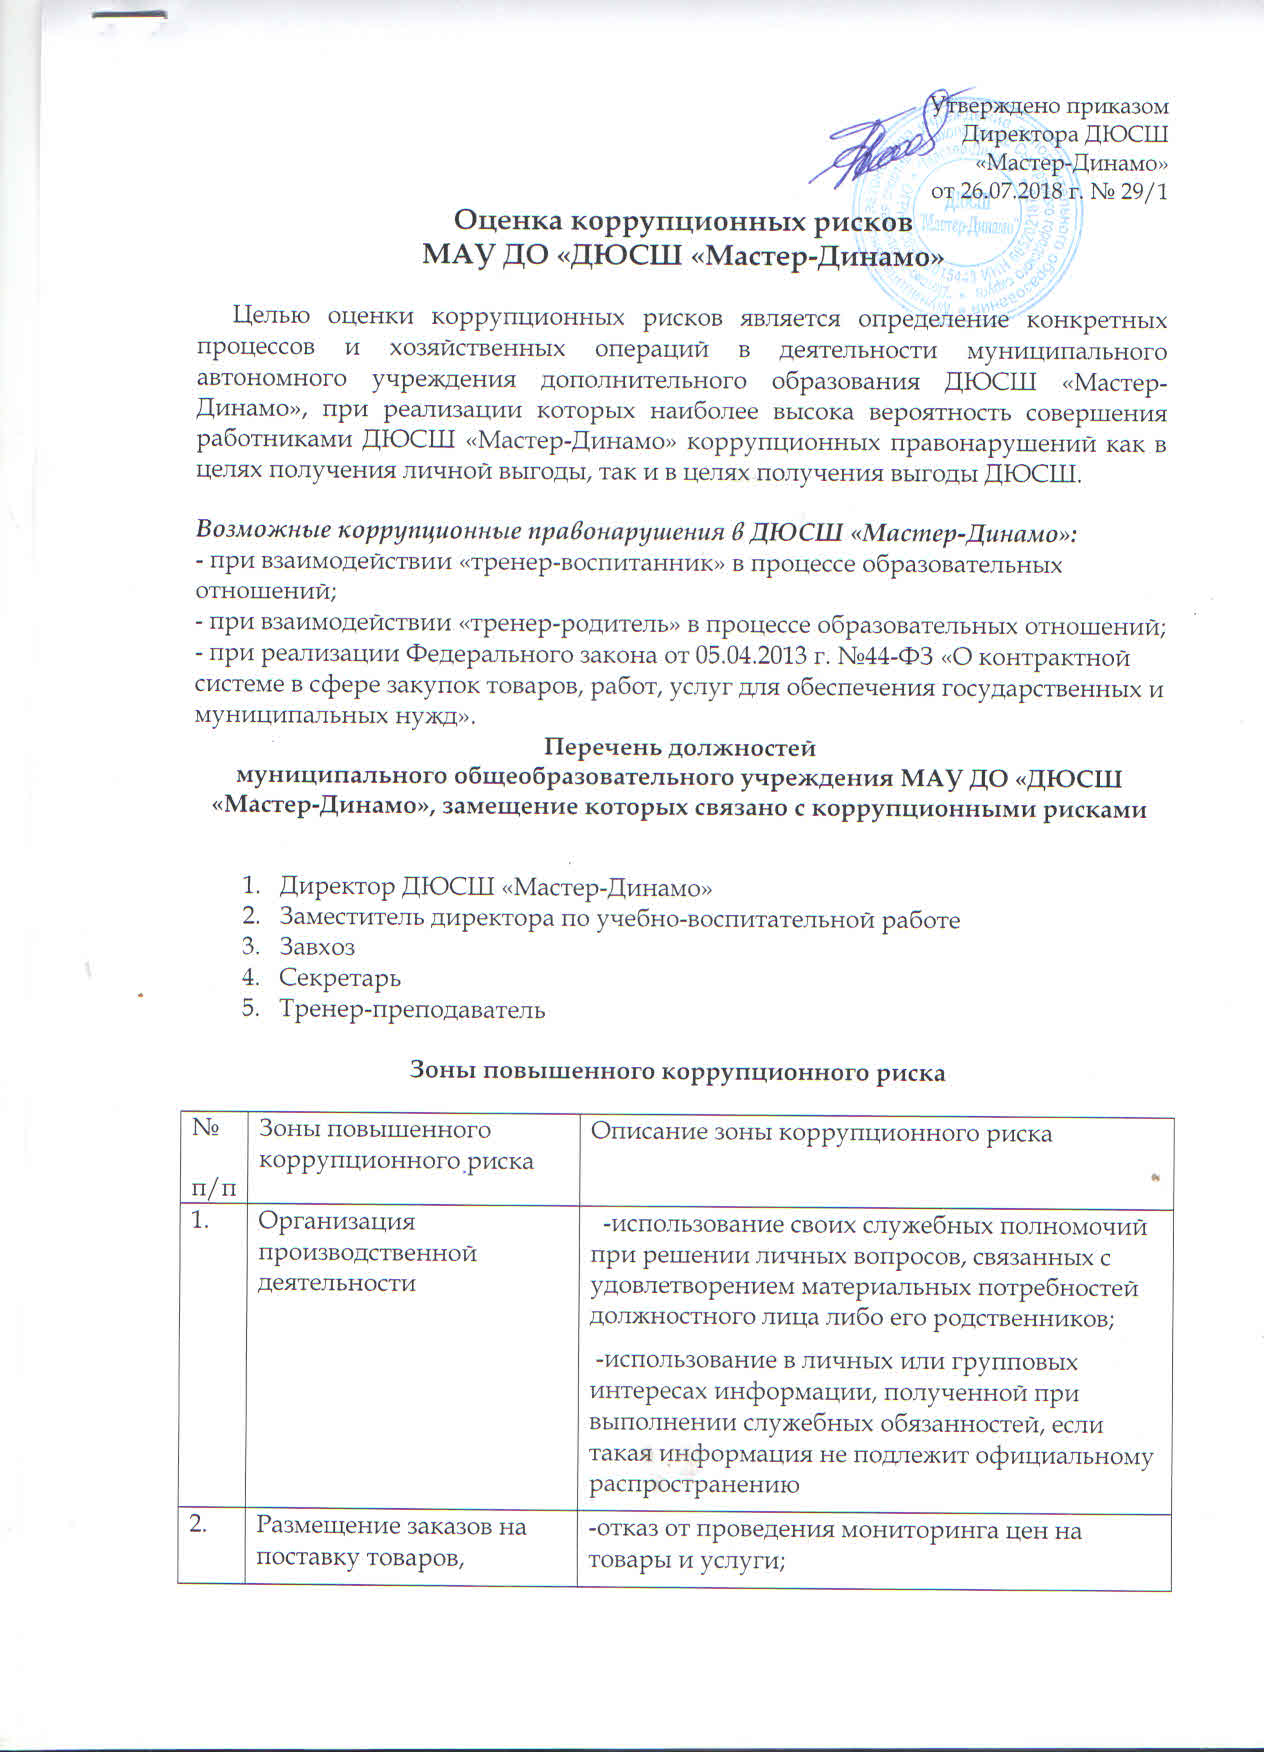 Утверждено приказом
Директора ДЮСШ
«Мастер-Динамо»
от 26.07.2018 г. № 29/1
ДЮСШ
"Мастер-Динамо"
Оценка коррупционных рисков
МАУ ДО «ДЮСШ «Мастер-Динамо»
Целью оценки коррупционных рисков является определение конкретных
процессов и хозяйственных операций в деятельности муниципального
автономного учреждения дополнительного образования ДЮСШ «Мастер-
Динамо», при реализации которых наиболее высока вероятность совершения
работниками ДЮСШ «Мастер-Динамо» коррупционных правонарушений как в
целях получения личной выгоды, так и в целях получения выгоды ДЮСШ.
Возможные коррупционные правонарушения в ДЮСШ «Мастер-Динамо»:
- при взаимодействии «тренер-воспитанник» в процессе образовательных
отношений;
- при взаимодействии «тренер-родитель» в процессе образовательных отношений;
- при реализации Федерального закона от 05.04.2013 г. №44-ФЗ «О контрактной
системе в сфере закупок товаров, работ, услуг для обеспечения государственных и
муниципальных нужд».
Перечень должностей
муниципального общеобразовательного учреждения МАУ ДО «ДЮСШ
«Мастер-Динамо», замещение которых связано с коррупционными рисками
1. Директор ДЮСШ «Мастер-Динамо»
2. Заместитель директора по учебно-воспитательной работе
3. Завхоз
4. Секретарь
5. Тренер-преподаватель
Зоны повышенного коррупционного риска
№
п/п
Зоны повышенного
коррупционного риска
Описание зоны коррупционного риска
1.
Организация
производственной
деятельности
-использование своих служебных полномочий
при решении личных вопросов, связанных с
удовлетворением материальных потребностей
должностного лица либо его родственников;
-использование в личных или групповых
интересах информации, полученной при
выполнении служебных обязанностей, если
такая информация не подлежит официальному
распространению
2.
Размещение заказов на
поставку товаров,
-отказ от проведения мониторинга цен на
товары и услуги;